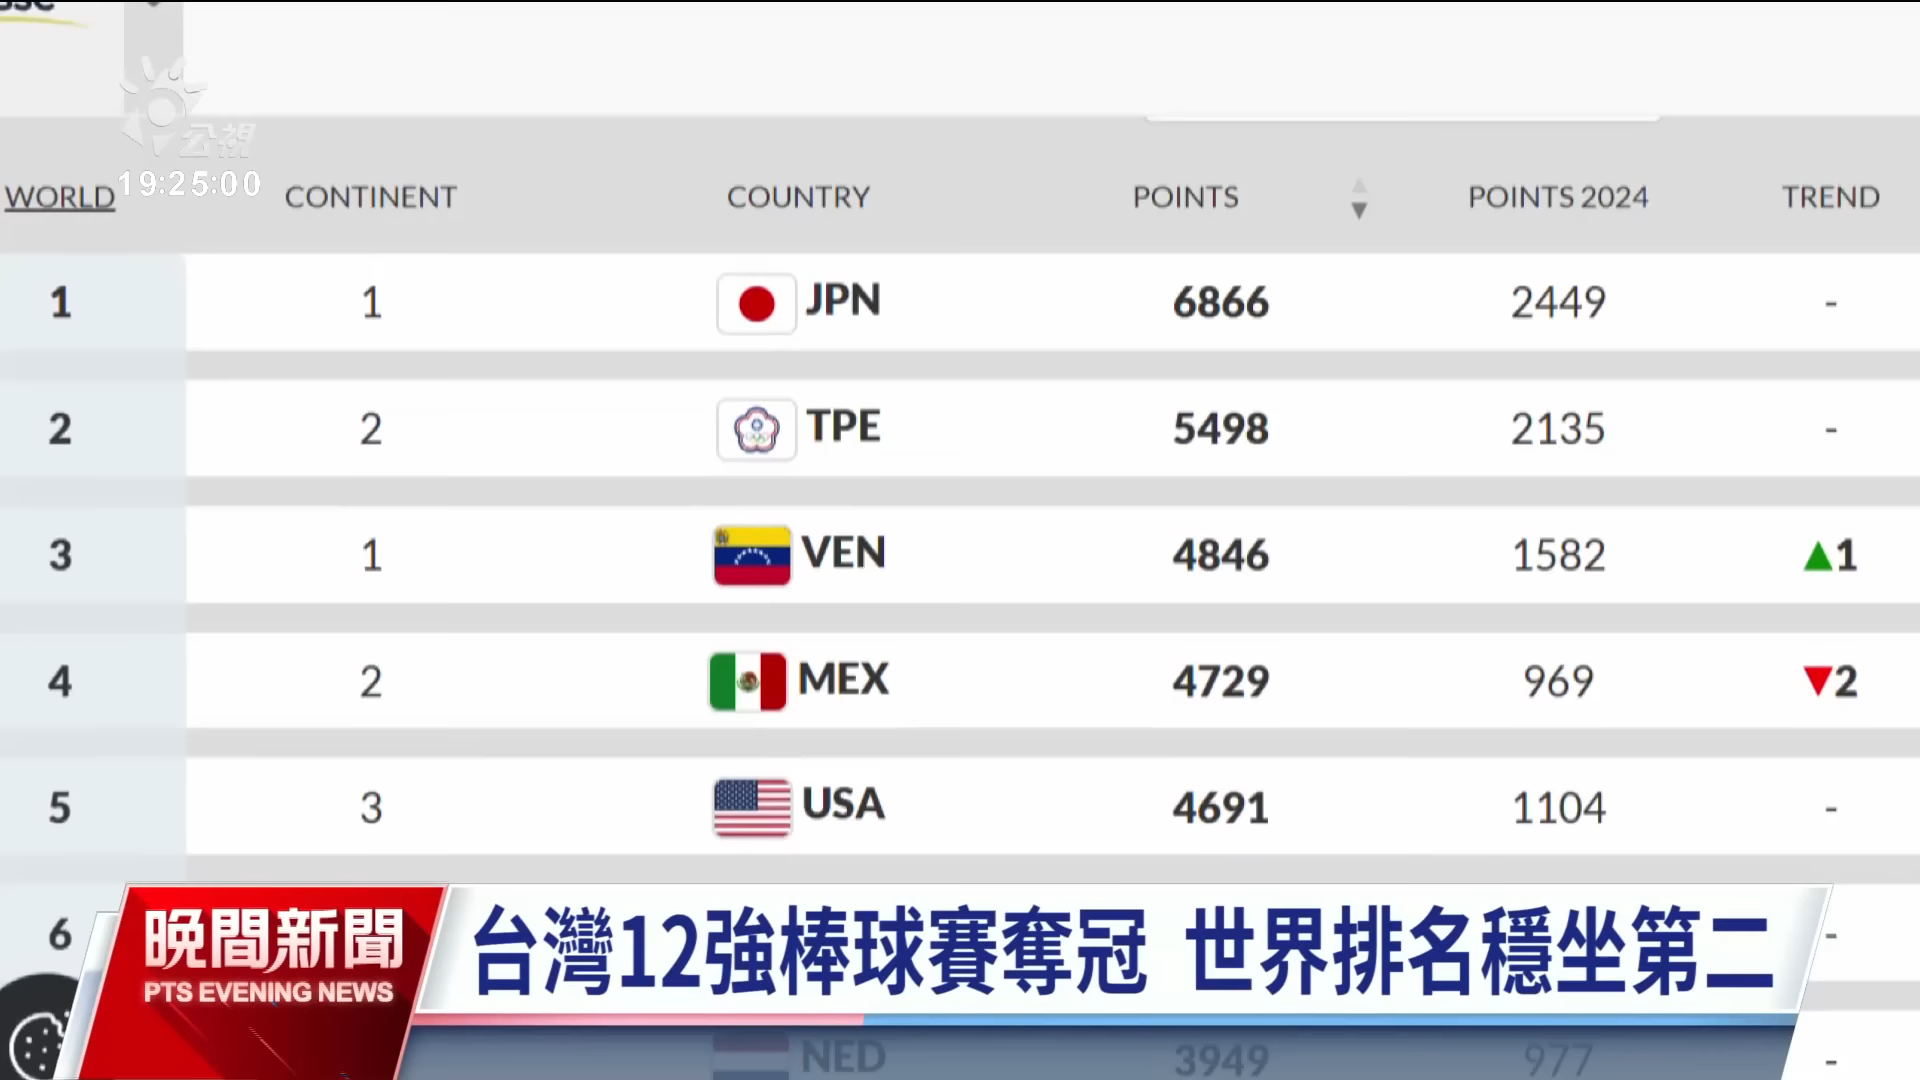 公視
19:25:00
WORLD CONTINENT COUNTRY POINTS POINTS 2024 TREND
1 1 JPN 6866 2449 -
2 2 TPE 5498 2135 -
3 1 VEN 4846 1582 ▲1
4 2 MEX 4729 969 ▼2
5 3 USA 4691 1104 -
6 -
晚間新聞
PTS EVENING NEWS
台灣12強棒球賽奪冠 世界排名穩坐第二
NED 3949 977 -